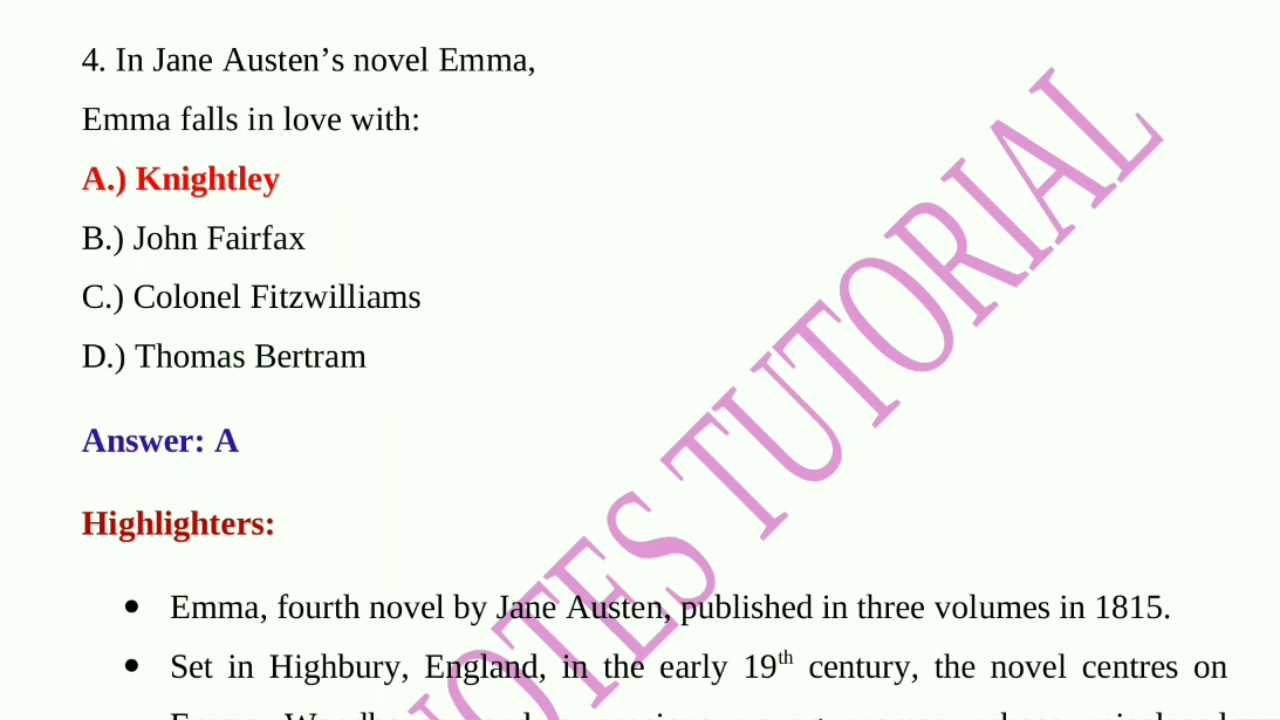 4. In Jane Austen’s novel Emma,
Emma falls in love with:
A.) Knightley
B.) John Fairfax
C.) Colonel Fitzwilliams
D.) Thomas Bertram
Answer: A
Highlighters:
• Emma, fourth novel by Jane Austen, published in three volumes in 1815.
• Set in Highbury, England, in the early 19th century, the novel centres on
NOTES TUTORIAL